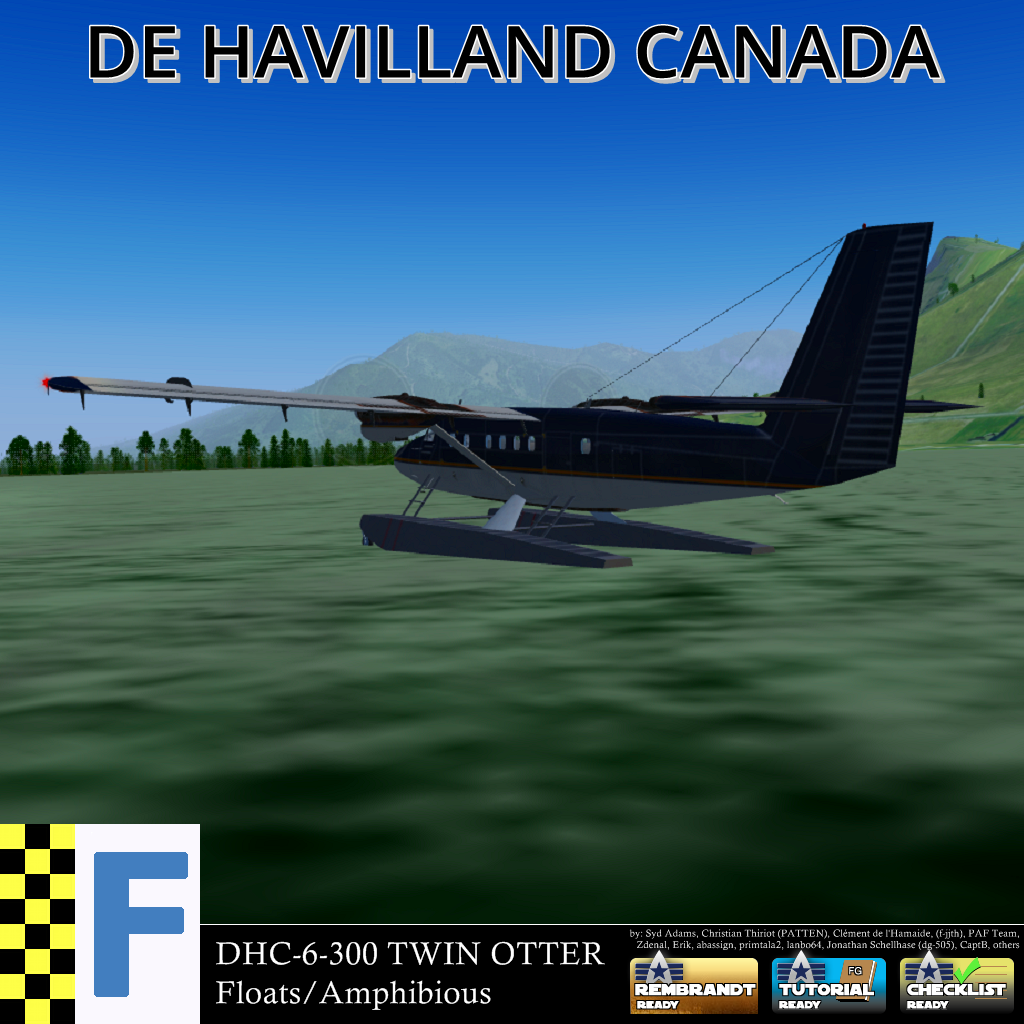 DE HAVILLAND CANADA
F
DHC-6-300 TWIN OTTER
Floats/Amphibious
by: Syd Adams, Christian Thiriot (PATTEN), Clément de l'Hamaide, (f-jjth), PAF Team,
Zdenal, Erik, abassign, primtala2, lanbo64, Jonathan Schellhase (dg-505), CaptB, others
REMBRANDT
READY
FG
TUTORIAL
READY
CHECKLIST
READY